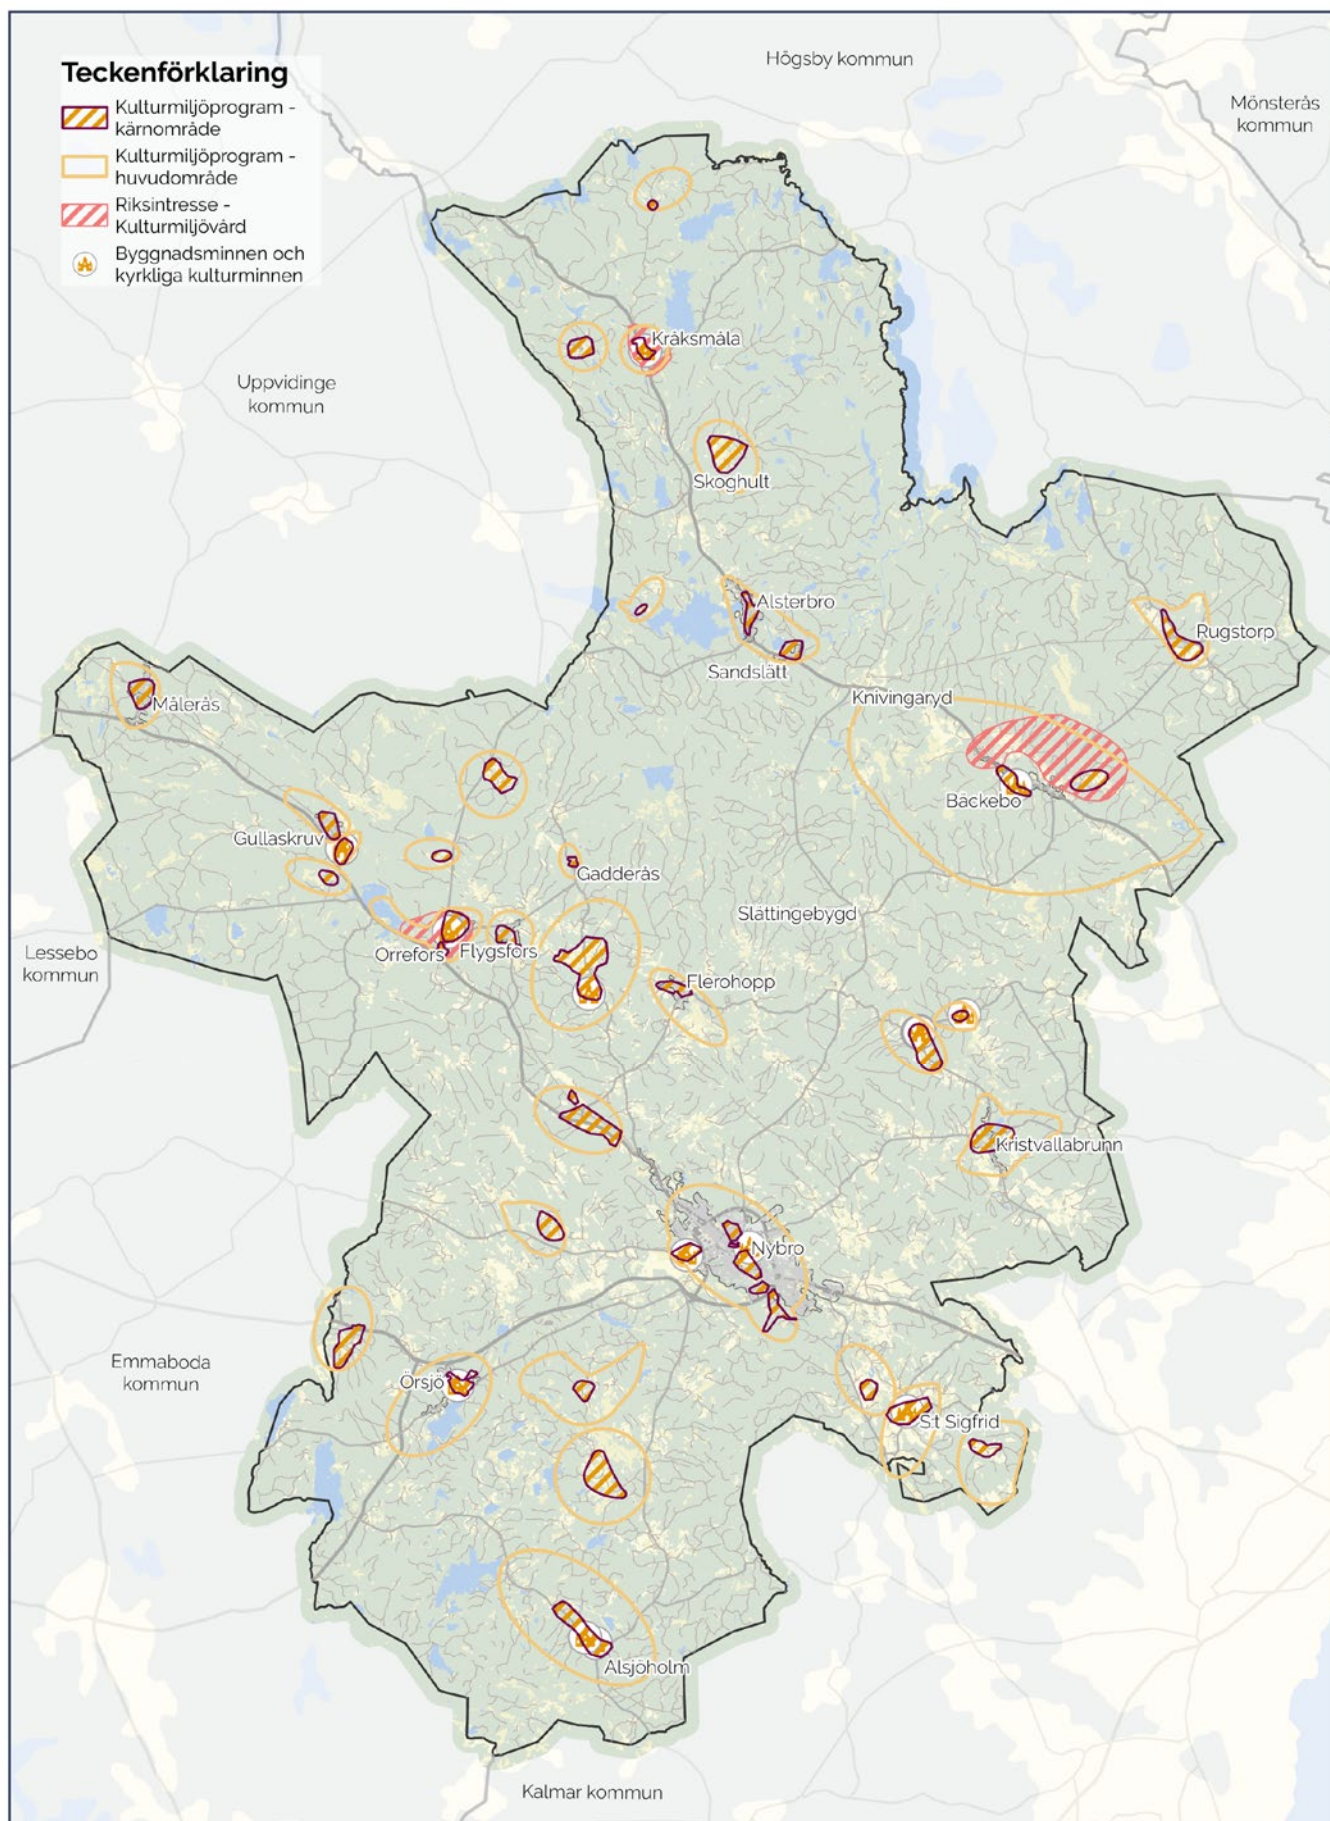 Teckenförklaring
Kulturmiljöprogram -
kärnområde
Kulturmiljöprogram -
huvudområde
Riksintresse -
Kulturmiljövård
Byggnadsminnen och
kyrkliga kulturminnen
Högsby kommun
Mönsterås
kommun
Uppvidinge
kommun
Kråksmåla
Skoghult
Alsterbro
Sandslätt
Rugstorp
Knivingaryd
Målerås
Bäckebo
Gullaskruv
Gadderås
Slättingebygd
Lessebo
kommun
Orrefors
Flygsfors
Flerohopp
Kristvallabrunn
Nybro
Emmaboda
kommun
Örsjö
S:t Sigfrid
Alsjöholm
Kalmar kommun